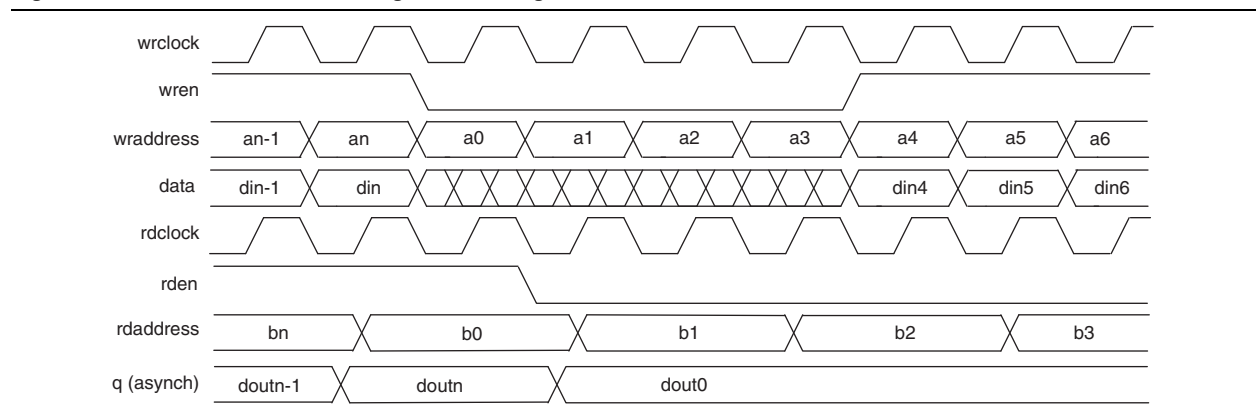 wrclock
wren
wraddress an-1 an a0 a1 a2 a3 a4 a5 a6
data din-1 din din4 din5 din6
rdclock
rden
rdaddress bn b0 b1 b2 b3
q (asynch) doutn-1 doutn dout0